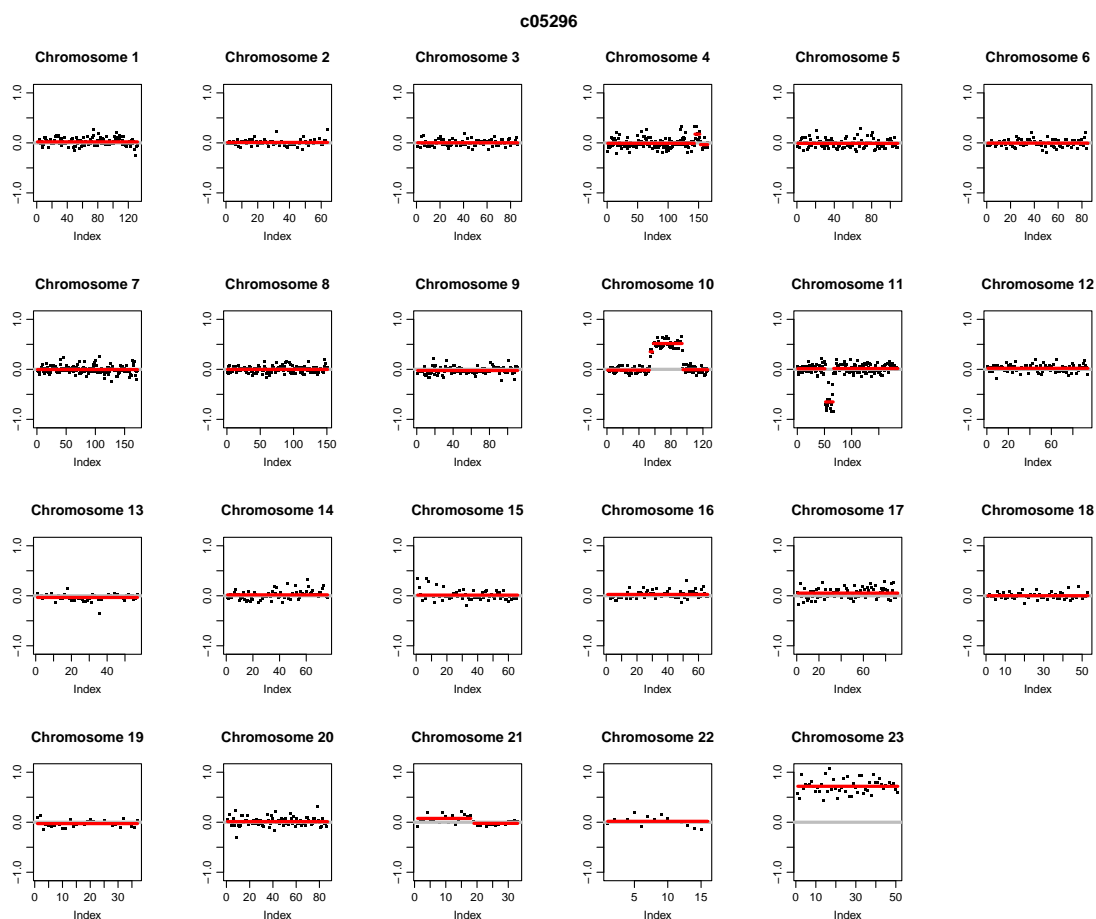 c05296
Chromosome 1
Chromosome 2
Chromosome 3
Chromosome 4
Chromosome 5
Chromosome 6
−1.0 0.0 1.0
−1.0 0.0 1.0
−1.0 0.0 1.0
−1.0 0.0 1.0
−1.0 0.0 1.0
−1.0 0.0 1.0
0 40 80 120
0 20 40 60
0 20 40 60 80
0 50 100 150
0 40 80
0 20 40 60 80
Index
Index
Index
Index
Index
Index
Chromosome 7
Chromosome 8
Chromosome 9
Chromosome 10
Chromosome 11
Chromosome 12
−1.0 0.0 1.0
−1.0 0.0 1.0
−1.0 0.0 1.0
−1.0 0.0 1.0
−1.0 0.0 1.0
−1.0 0.0 1.0
0 50 100 150
0 50 100 150
0 40 80
0 40 80 120
0 50 100
0 20 60
Index
Index
Index
Index
Index
Index
Chromosome 13
Chromosome 14
Chromosome 15
Chromosome 16
Chromosome 17
Chromosome 18
−1.0 0.0 1.0
−1.0 0.0 1.0
−1.0 0.0 1.0
−1.0 0.0 1.0
−1.0 0.0 1.0
−1.0 0.0 1.0
0 20 40
0 20 40 60
0 20 40 60
0 20 40 60
0 20 60
0 10 30 50
Index
Index
Index
Index
Index
Index
Chromosome 19
Chromosome 20
Chromosome 21
Chromosome 22
Chromosome 23
−1.0 0.0 1.0
−1.0 0.0 1.0
−1.0 0.0 1.0
−1.0 0.0 1.0
−1.0 0.0 1.0
0 10 20 30
0 20 40 60 80
0 10 20 30
5 10 15
0 10 20 30 40 50
Index
Index
Index
Index
Index